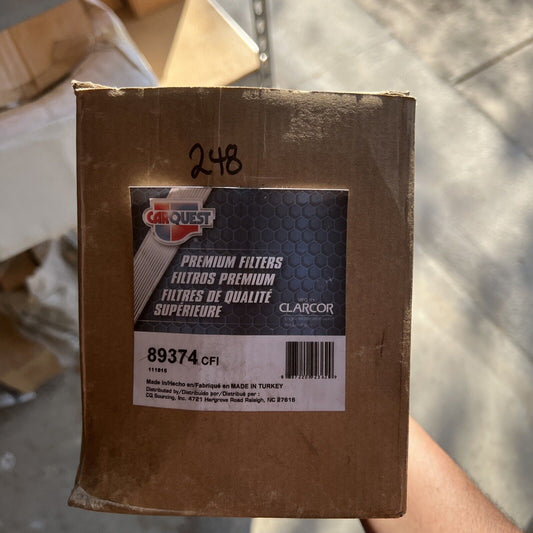 248
CARQUEST
PREMIUM FILTERS
FILTROS PREMIUM
FILTRES DE QUALITÉ
SUPÉRIEURE
CLARCOR
89374 CFI
111816
Made in/Hecho en/Fabriqué en MADE IN TURKEY
Distributed by/Distribuido por/Distribué par :
CQ Sourcing, Inc. 4721 Hargrove Road Raleigh, NC 27616